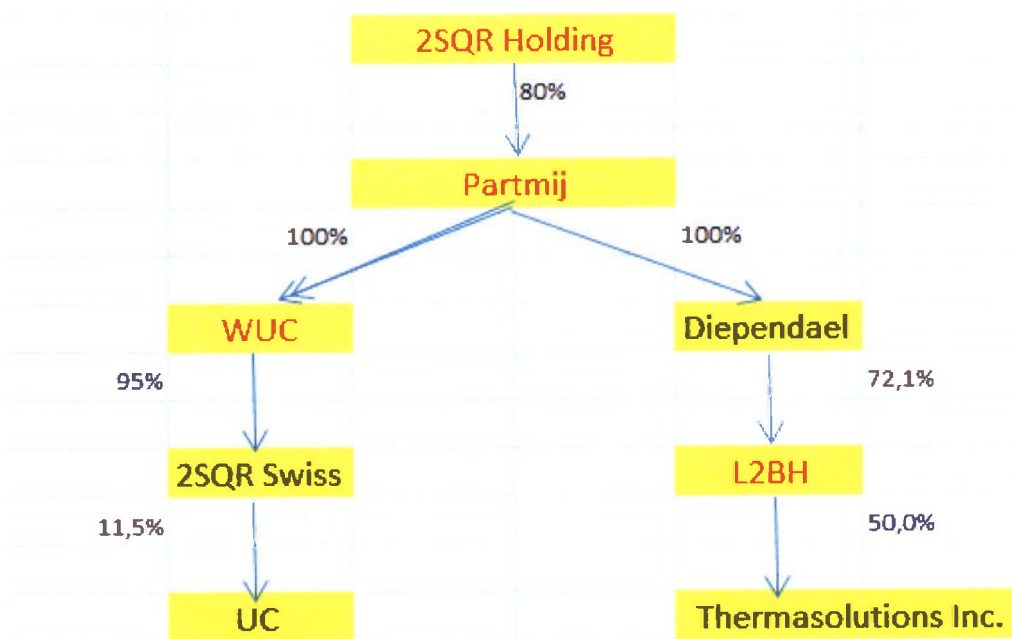 2SQR Holding
80%
Partmij
100%
100%
WUC
Diependael
95%
72,1%
2SQR Swiss
L2BH
11,5%
50,0%
UC
Thermasolutions Inc.